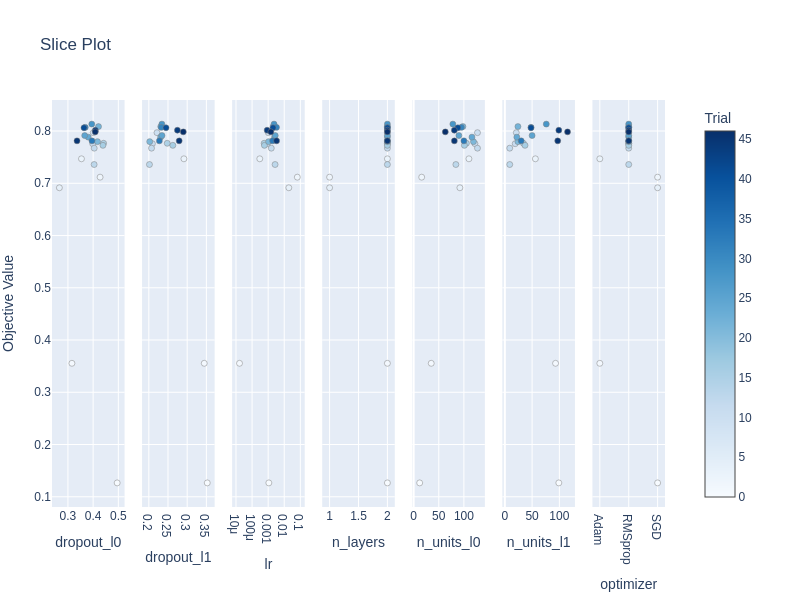 Slice Plot
Trial
Objective Value
0.8
0.7
0.6
0.5
0.4
0.3
0.2
0.1
0.3 0.4 0.5
dropout_l0
0.2 0.25 0.3 0.35
dropout_l1
10μ 100μ 0.001 0.01 0.1
lr
1 1.5 2
n_layers
0 50 100
n_units_l0
0 50 100
n_units_l1
Adam RMSprop SGD
optimizer
45
40
35
30
25
20
15
10
5
0